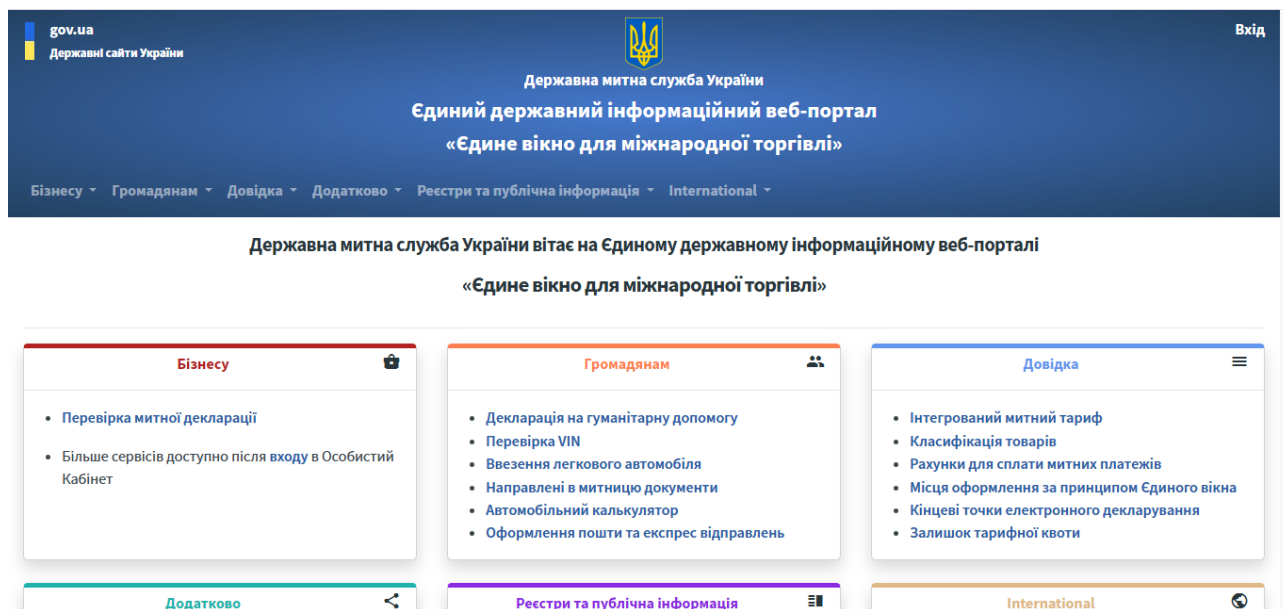 gov.ua
Державні сайти України
Вхід
Державна митна служба України
Єдиний державний інформаційний веб-портал
«Єдине вікно для міжнародної торгівлі»
Бізнесу Громадянам Довідка Додатково Реєстри та публічна інформація International
Державна митна служба України вітає на Єдиному державному інформаційному веб-порталі
«Єдине вікно для міжнародної торгівлі»
Бізнесу
Перевірка митної декларації
Більше сервісів доступно після входу в Особистий
Кабінет
Громадянам
Декларація на гуманітарну допомогу
Перевірка VIN
Ввезення легкового автомобіля
Направлені в митницю документи
Автомобільний калькулятор
Оформлення пошти та експрес відправлень
Довідка
Інтегрований митний тариф
Класифікація товарів
Рахунки для сплати митних платежів
Місця оформлення за принципом Єдиного вікна
Кінцеві точки електронного декларування
Залишок тарифної квоти
Додатково
Реєстри та публічна інформація
International